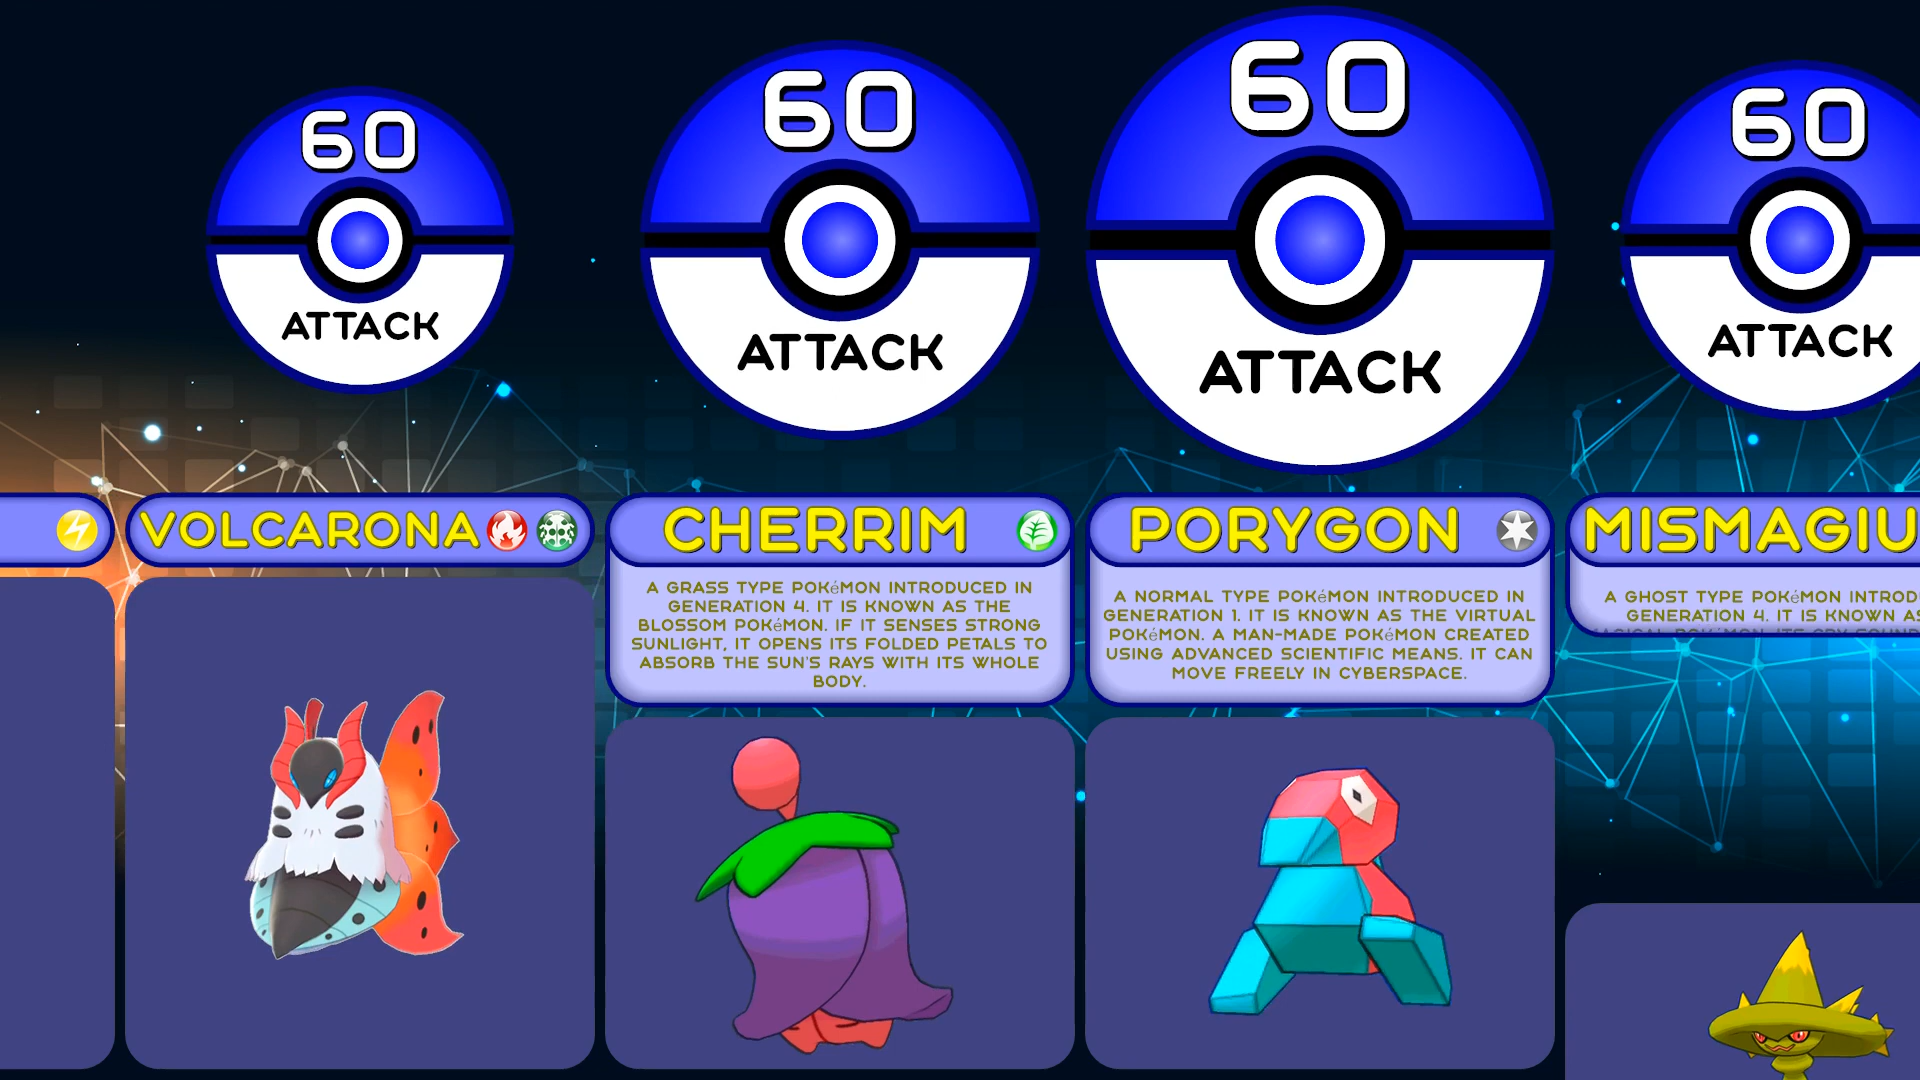 60
ATTACK
60
ATTACK
60
ATTACK
60
ATTACK
VOLCARONA
CHERRIM
A GRASS TYPE POKéMON INTRODUCED IN
GENERATION 4. IT IS KNOWN AS THE
BLOSSOM POKéMON. IF IT SENSES STRONG
SUNLIGHT, IT OPENS ITS FOLDED PETALS TO
ABSORB THE SUN'S RAYS WITH ITS WHOLE
BODY.
PORYGON
A NORMAL TYPE POKéMON INTRODUCED IN
GENERATION 1. IT IS KNOWN AS THE VIRTUAL
POKéMON. A MAN-MADE POKéMON CREATED
USING ADVANCED SCIENTIFIC MEANS. IT CAN
MOVE FREELY IN CYBERSPACE.
MISMAGIU
A GHOST TYPE POKéMON INTROD
GENERATION 4. IT IS KNOWN AS